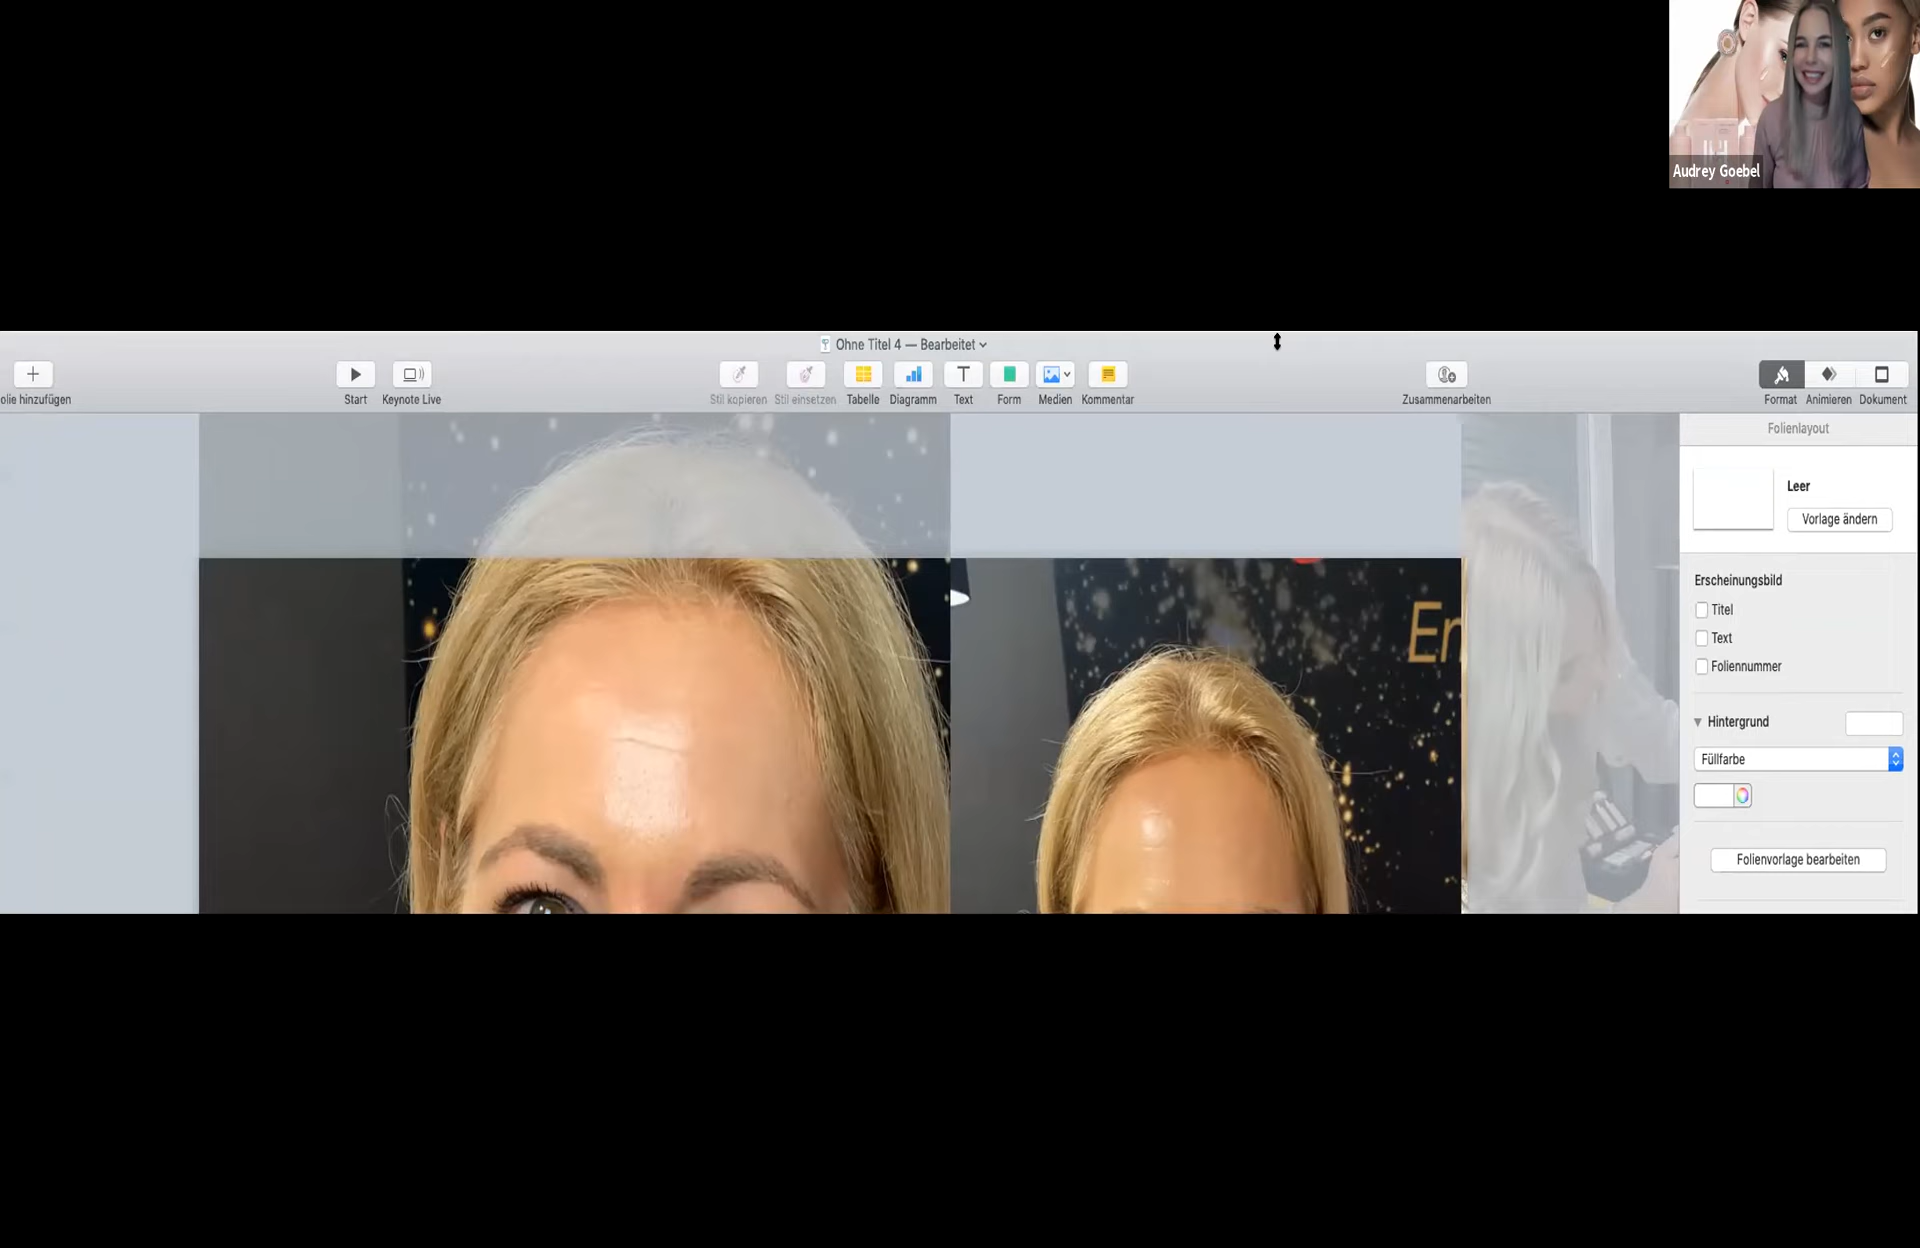 Audrey Goebel
Ohne Titel 4 — Bearbeitet
olie hinzufügen
Start
Keynote Live
Stil kopieren
Stil einsetzen
Tabelle
Diagramm
Text
Form
Medien
Kommentar
Zusammenarbeiten
Format
Animieren
Dokument
Folienlayout
Leer
Vorlage ändern
Erscheinungsbild
Titel
Text
Foliennummer
Er
Hintergrund
Füllfarbe
Folienvorlage bearbeiten